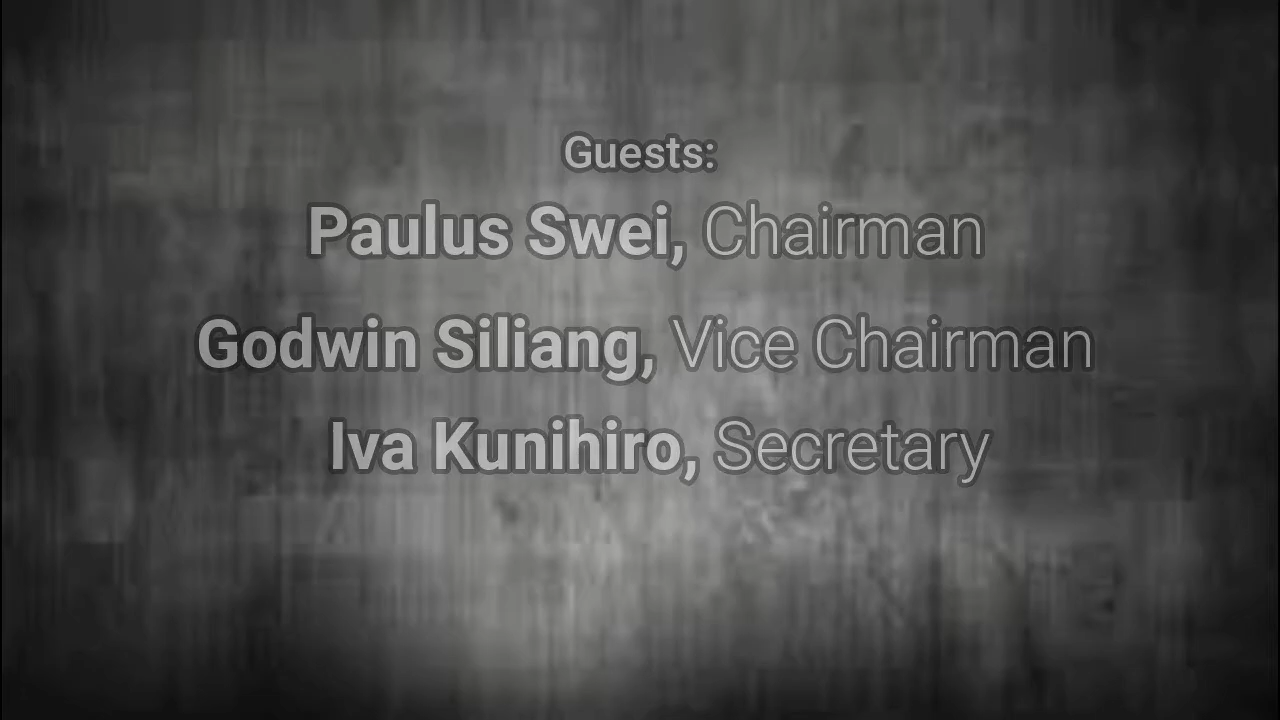 Guests:
Paulus Swei, Chairman
Godwin Siliang, Vice Chairman
Iva Kunihiro, Secretary